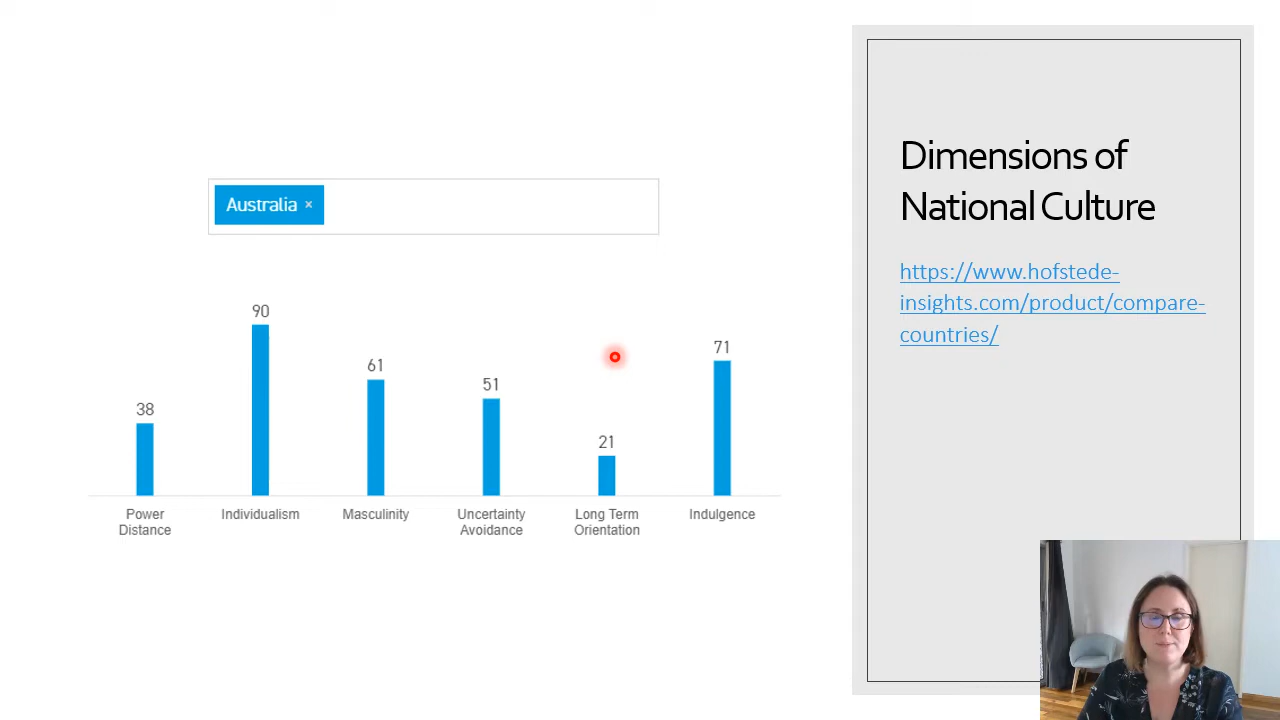 Australia ×
90
71
61
51
38
21
Power
Distance
Individualism
Masculinity
Uncertainty
Avoidance
Long Term
Orientation
Indulgence
Dimensions of
National Culture
https://www.hofstede-
insights.com/product/compare-
countries/